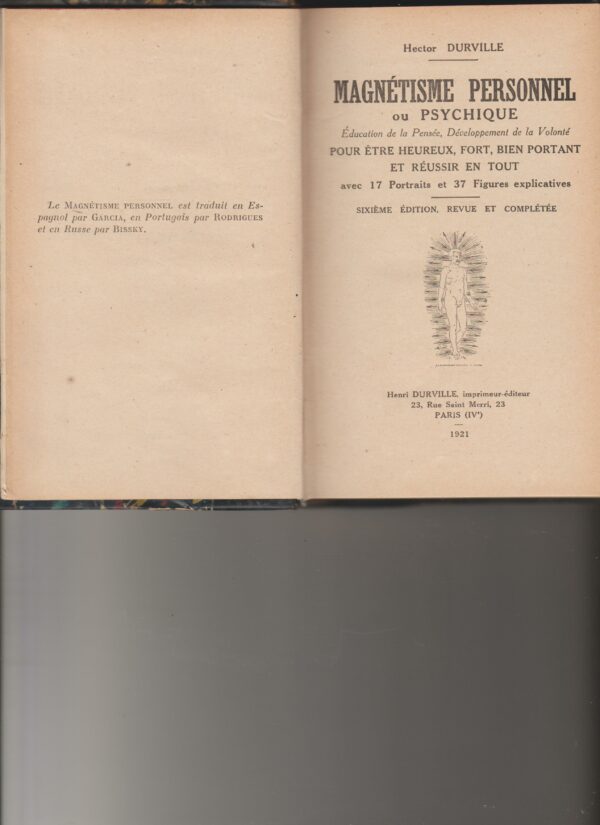 Le MAGNÉTISME PERSONNEL est traduit en Es-
pagnol par GARCIA, en Portugais par RODRIGUES
et en Russe par BISSKY.
Hector DURVILLE
MAGNÉTISME PERSONNEL
ou PSYCHIQUE
Éducation de la Pensée, Développement de la Volonté
POUR ÊTRE HEUREUX, FORT, BIEN PORTANT
ET RÉUSSIR EN TOUT
avec 17 Portraits et 37 Figures explicatives
SIXIÈME ÉDITION, REVUE ET COMPLÉTÉE
Henri DURVILLE, imprimeur-éditeur
23, Rue Saint Merri, 23
PARIS (IVe)
1921